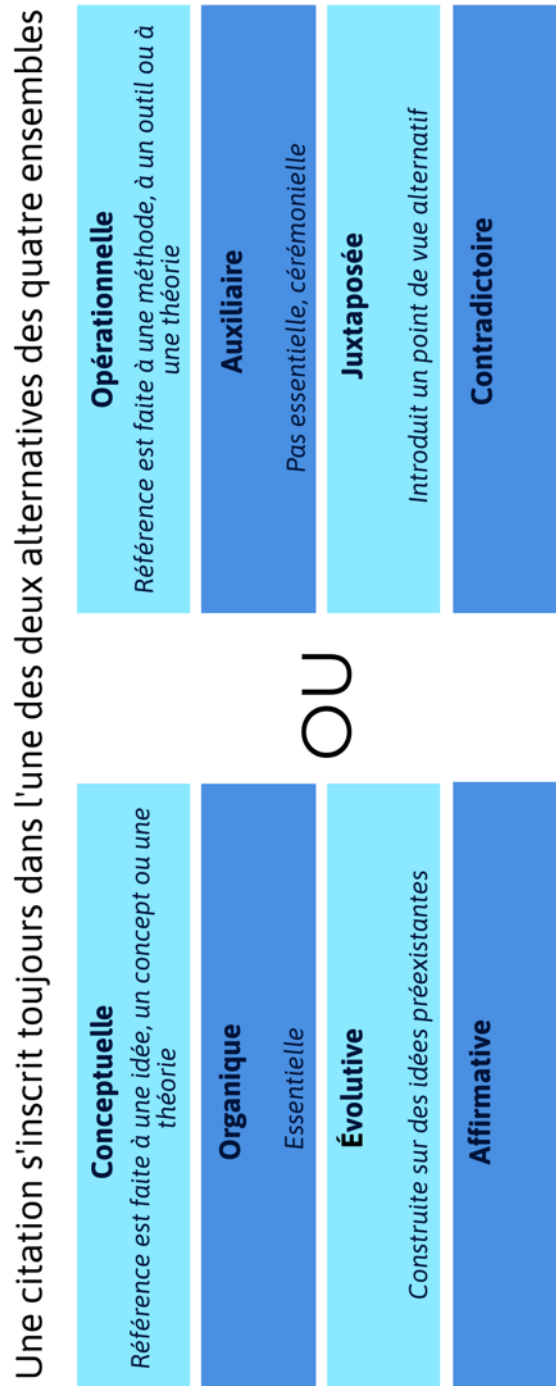 Une citation s'inscrit toujours dans l'une des deux alternatives des quatre ensembles
Conceptuelle
Référence est faite à une idée, un concept ou une
théorie
Organique
Essentielle
Évolutive
Construite sur des idées préexistantes
Affirmative
OU
Opérationnelle
Référence est faite à une méthode, à un outil ou à
une théorie
Auxiliaire
Pas essentielle, cérémonielle
Juxtaposée
Introduit un point de vue alternatif
Contradictoire